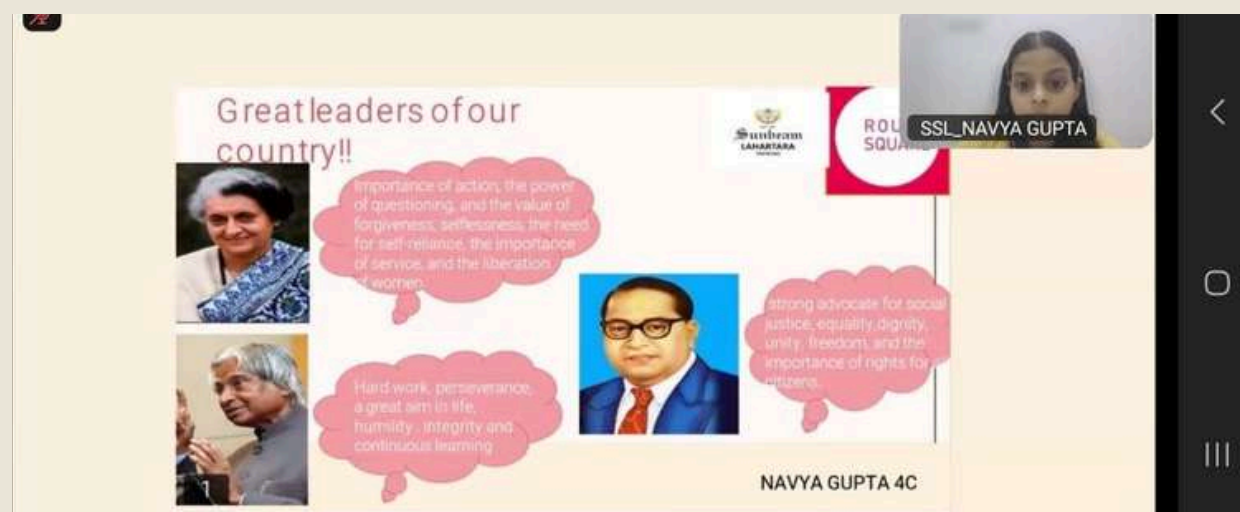 Great leaders of our
country!!
Sunbeam
LAHARTARA
ROU
SQUA
SSL_NAVYA GUPTA
Importance of action, the power
of questioning, and the value of
forgiveness, selflessness, the need
for self-reliance, the importance
of service, and the liberation
of women.
strong advocate for social
justice, equality,dignity,
unity, freedom, and the
importance of rights for
citizens.
Hard work, perseverance,
a great aim in life,
humility , integrity and
continuous learning
1
NAVYA GUPTA 4C